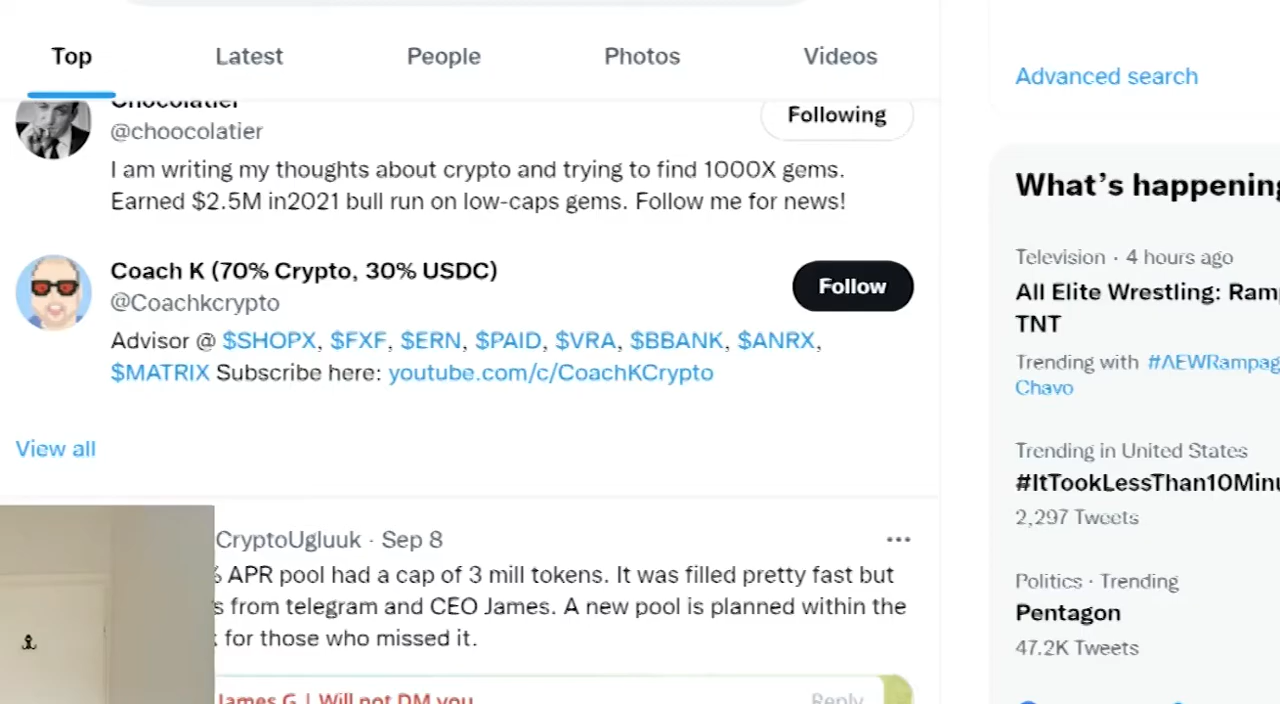 Top
Latest
People
Photos
Videos
Chocolatier
@choocolatier
Following
I am writing my thoughts about crypto and trying to find 1000X gems.
Earned $2.5M in2021 bull run on low-caps gems. Follow me for news!
Coach K (70% Crypto, 30% USDC)
@Coachkcrypto
Follow
Advisor @ $SHOPX, $FXF, $ERN, $PAID, $VRA, $BBANK, $ANRX,
$MATRIX Subscribe here: youtube.com/c/CoachKCrypto
View all
CryptoUgluuk · Sep 8
% APR pool had a cap of 3 mill tokens. It was filled pretty fast but
s from telegram and CEO James. A new pool is planned within the
for those who missed it.
James G | Will not DM you
Reply
Advanced search
What's happening
Television · 4 hours ago
All Elite Wrestling: Ramp
TNT
Trending with #AEWRampag
Chavo
Trending in United States
#ItTookLessThan10Minu
2,297 Tweets
Politics · Trending
Pentagon
47.2K Tweets